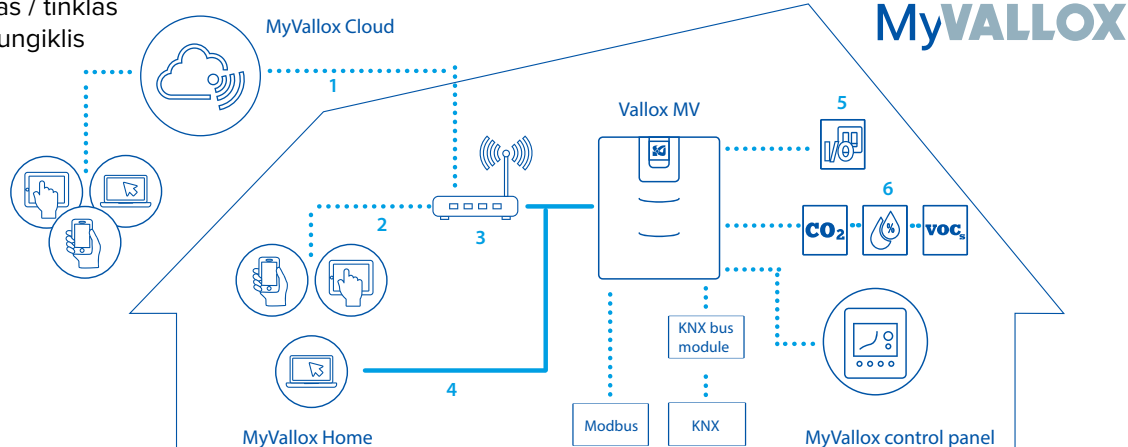 as / tinklas
ungiklis
MyVallox Cloud
MyVALLOX
1
Vallox MV
5
I/O
6
CO₂
%
VOCs
2
3
KNX bus
module
4
Modbus
KNX
MyVallox Home
MyVallox control panel